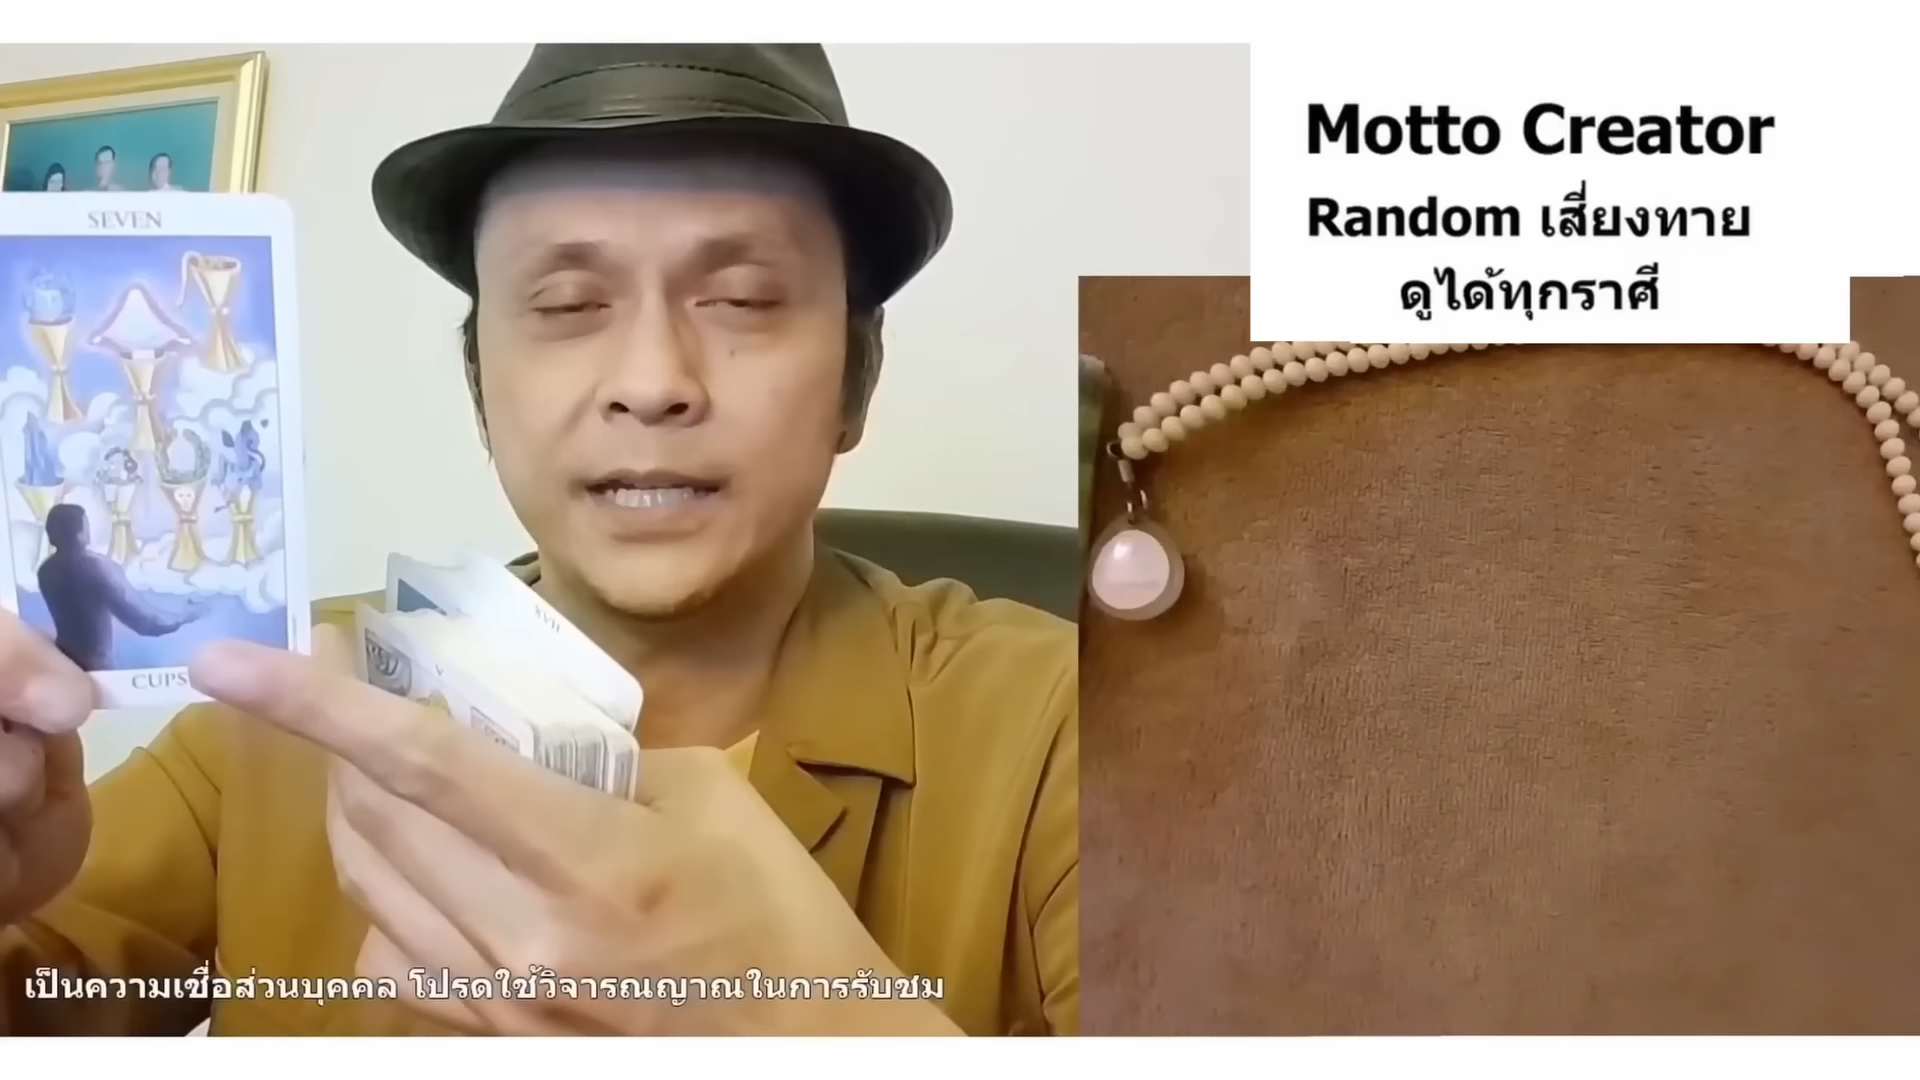 Motto Creator
Random เสี่ยงทาย
ดูได้ทุกราศี
SEVEN
CUPS
XVII
เป็นความเชื่อส่วนบุคคล โปรดใช้วิจารณญาณในการรับชม